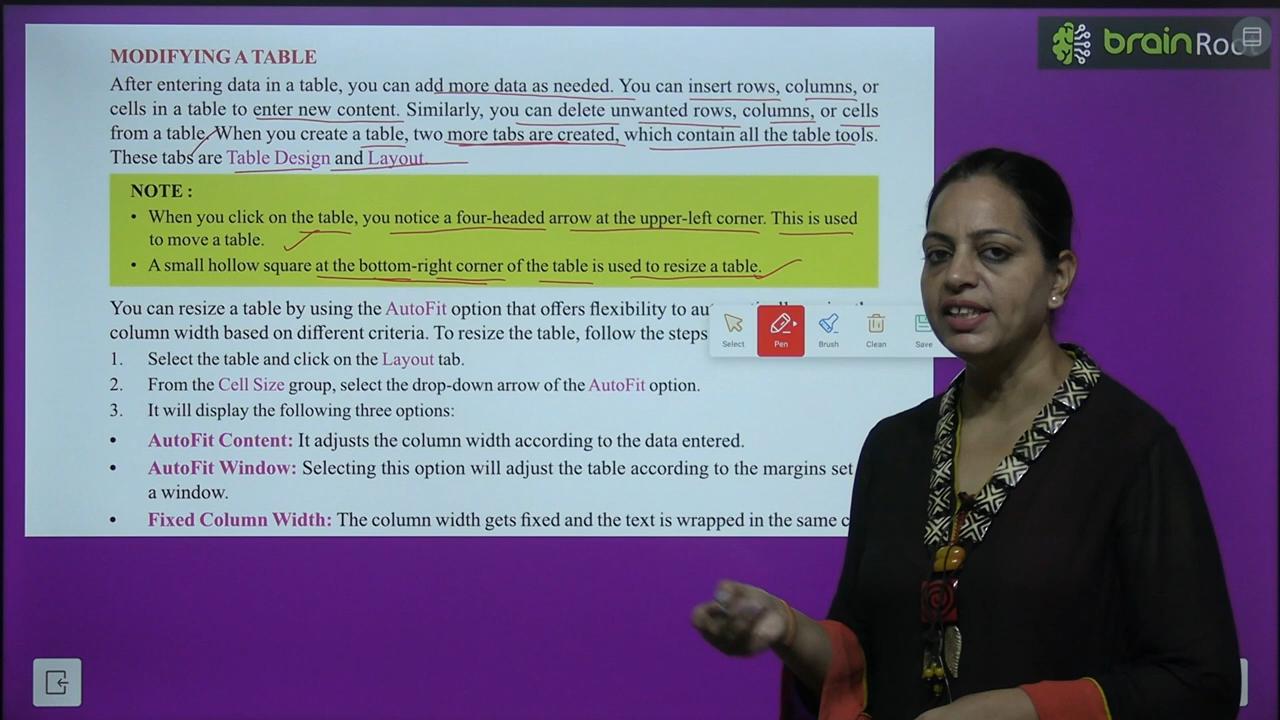 MODIFYING A TABLE
After entering data in a table, you can add more data as needed. You can insert rows, columns, or
cells in a table to enter new content. Similarly, you can delete unwanted rows, columns, or cells
from a table. When you create a table, two more tabs are created, which contain all the table tools.
These tabs are Table Design and Layout.
NOTE :
• When you click on the table, you notice a four-headed arrow at the upper-left corner. This is used
to move a table.
• A small hollow square at the bottom-right corner of the table is used to resize a table.
You can resize a table by using the AutoFit option that offers flexibility to
column width based on different criteria. To resize the table, follow the steps
1. Select the table and click on the Layout tab.
2. From the Cell Size group, select the drop-down arrow of the AutoFit option.
3. It will display the following three options:
• AutoFit Content: It adjusts the column width according to the data entered.
• AutoFit Window: Selecting this option will adjust the table according to the margins set
a window.
• Fixed Column Width: The column width gets fixed and the text is wrapped in the same
Select Pen Brush Clean Save
brainRoot